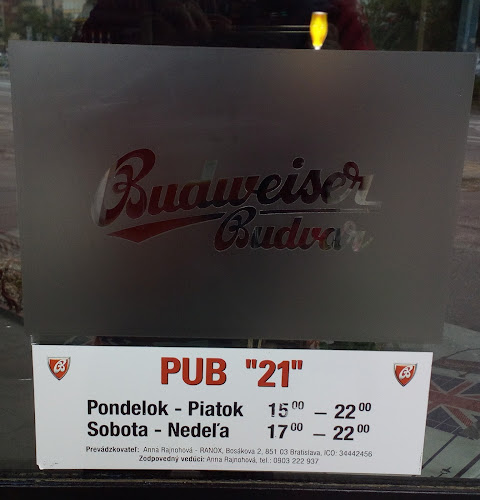 Budweiser
Budvar
PUB "21"
Pondelok - Piatok 15⁰⁰ – 22⁰⁰
Sobota - Nedeľa 17⁰⁰ – 22⁰⁰
Prevádzkovateľ: Anna Rajnohová - RANOX, Bosákova 2, 851 03 Bratislava, ICO: 34442456
Zodpovedný vedúci: Anna Rajnohová, tel.: 0903 222 937